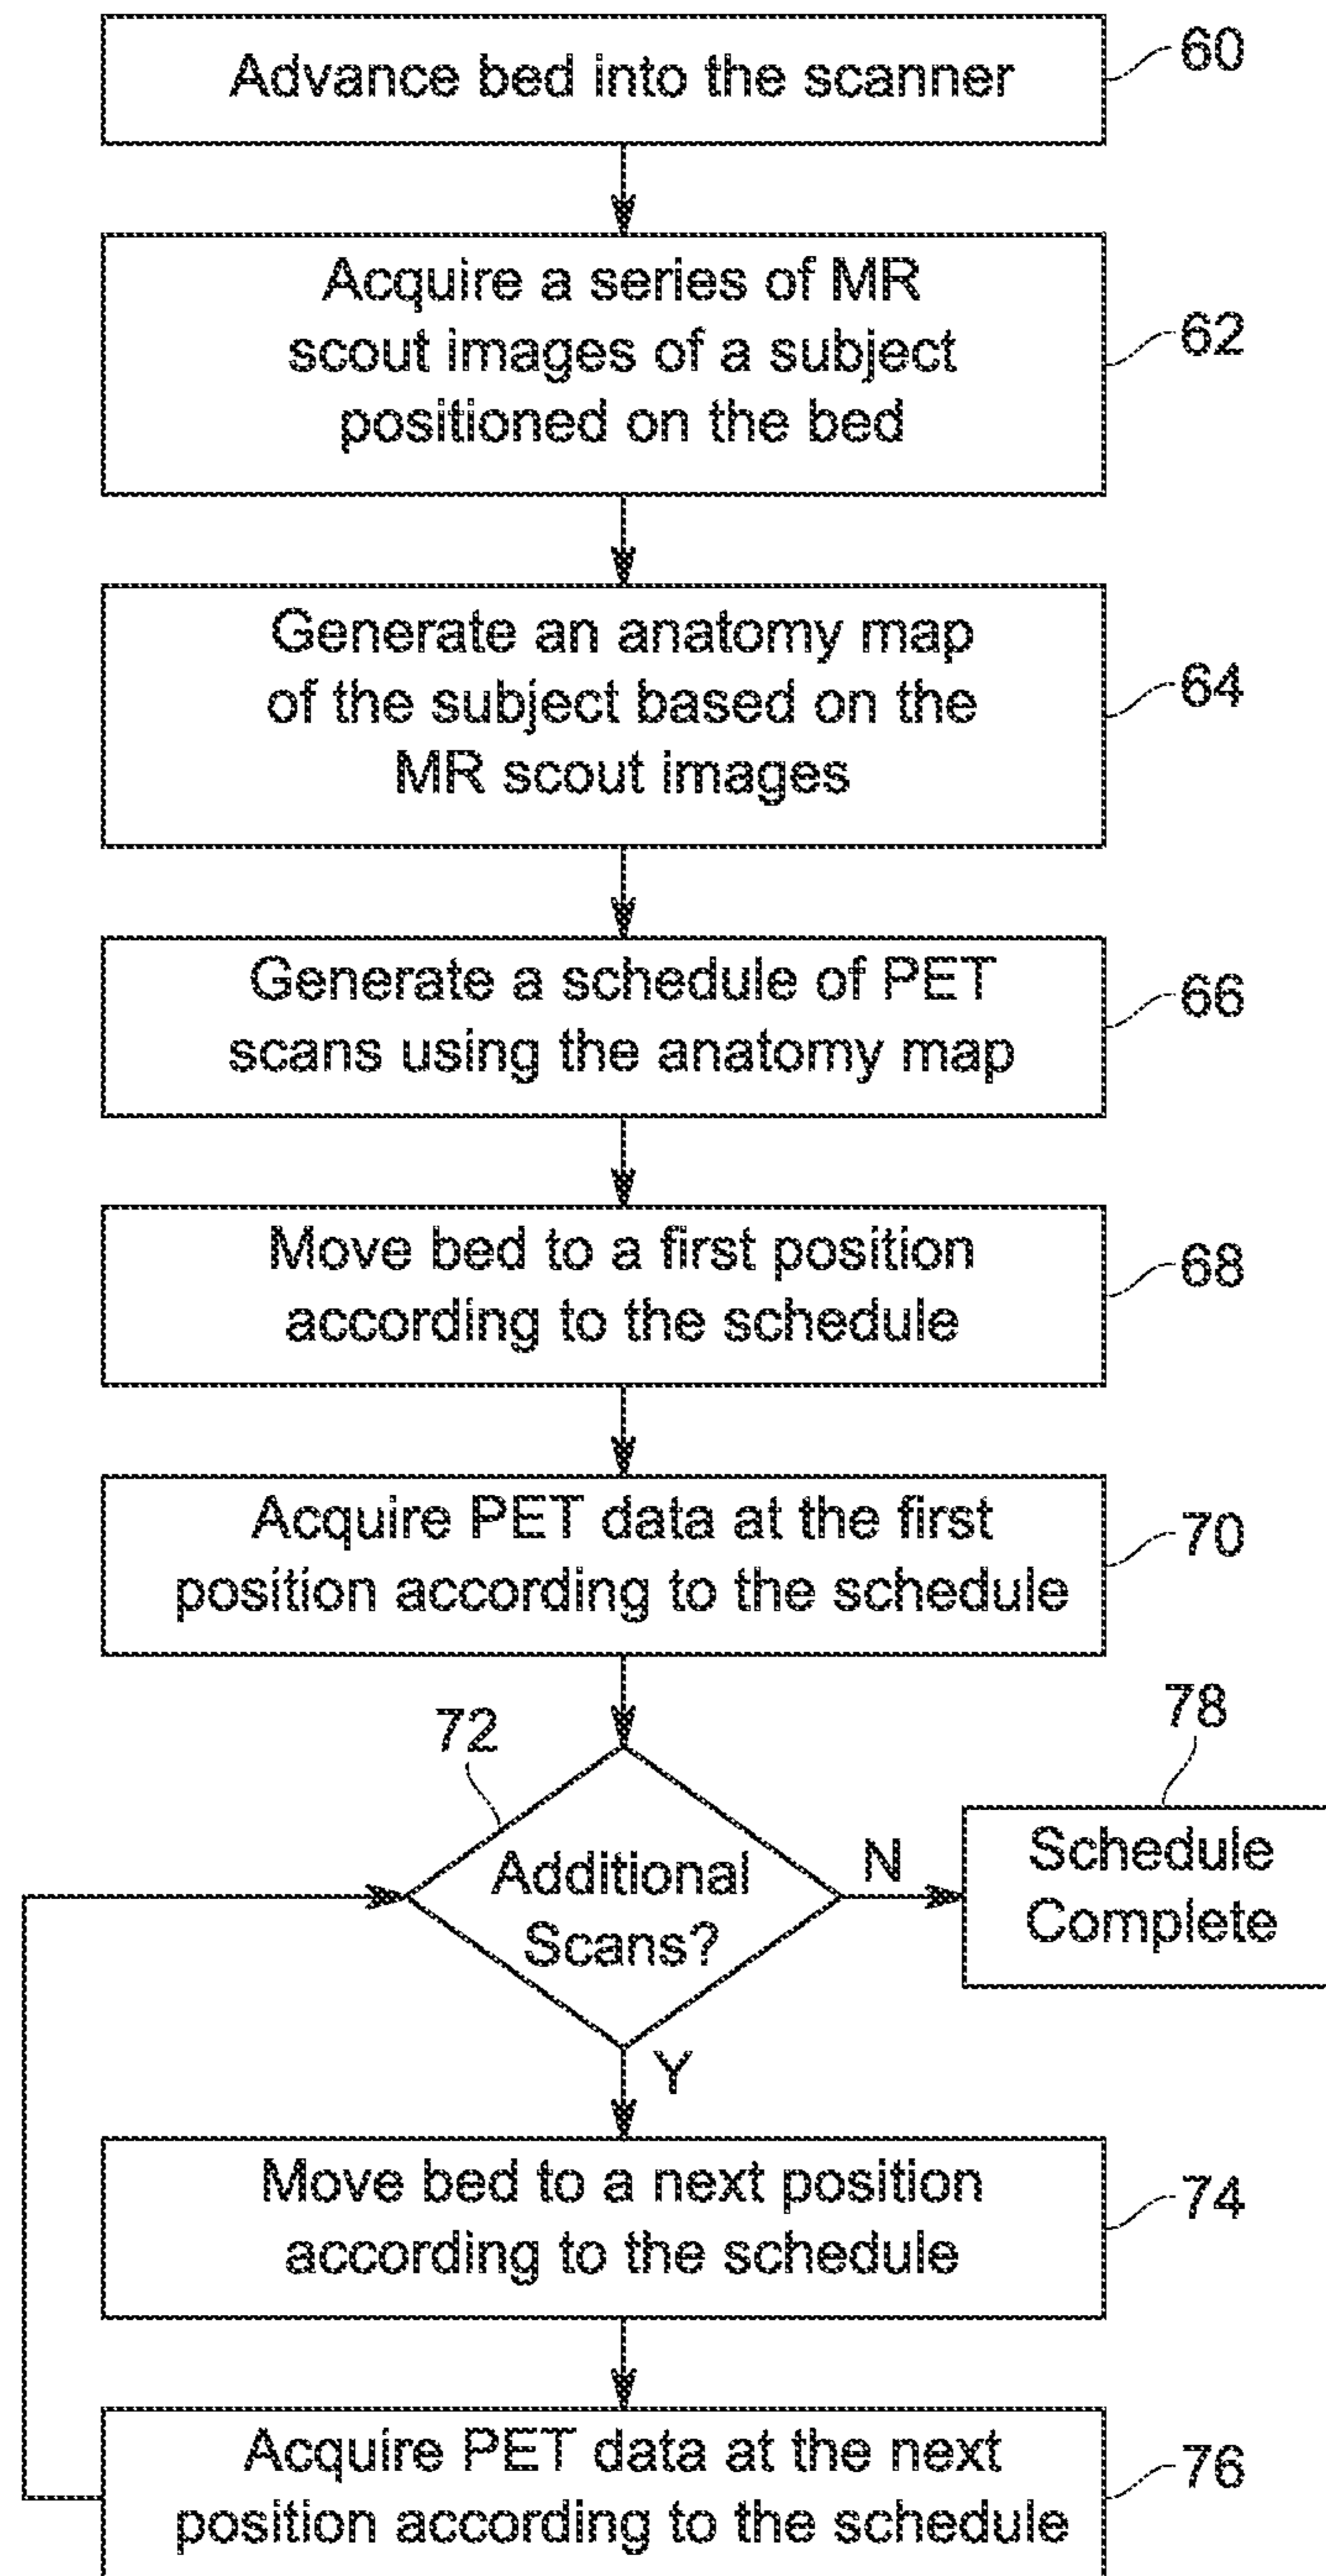 Advance bed into the scanner
60
Acquire a series of MR
scout images of a subject
positioned on the bed
62
Generate an anatomy map
of the subject based on the
MR scout images
64
Generate a schedule of PET
scans using the anatomy map
66
Move bed to a first position
according to the schedule
68
Acquire PET data at the first
position according to the schedule
70
72
Additional
Scans?
N
78
Schedule
Complete
Y
Move bed to a next position
according to the schedule
74
Acquire PET data at the next
position according to the schedule
76